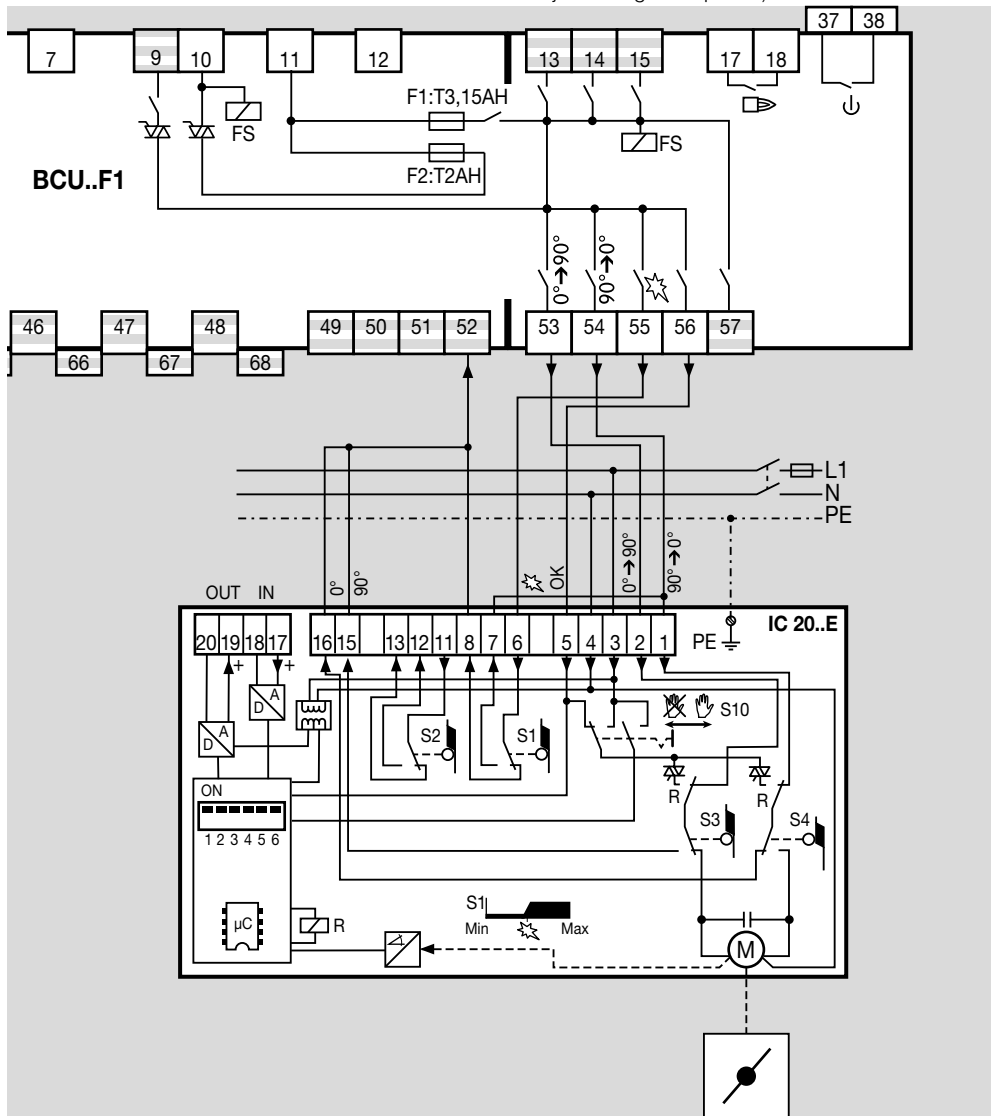 37 38
7 9 10 11 12 13 14 15 17 18
F1:T3,15AH
FS
FS
F2:T2AH
BCU..F1
0°➔90° 90°➔0°
46 47 48 49 50 51 52 53 54 55 56 57
66 67 68
L1
N
PE
0° 90° OK 0°➔90° 90°➔0°
OUT IN
IC 20..E
20 19 18 17 16 15 13 12 11 8 7 6 5 4 3 2 1 PE
+ +
A
D
S10
A
D
S2 S1
ON
R R
1 2 3 4 5 6
S3 S4
S1
µC R
Min Max
M